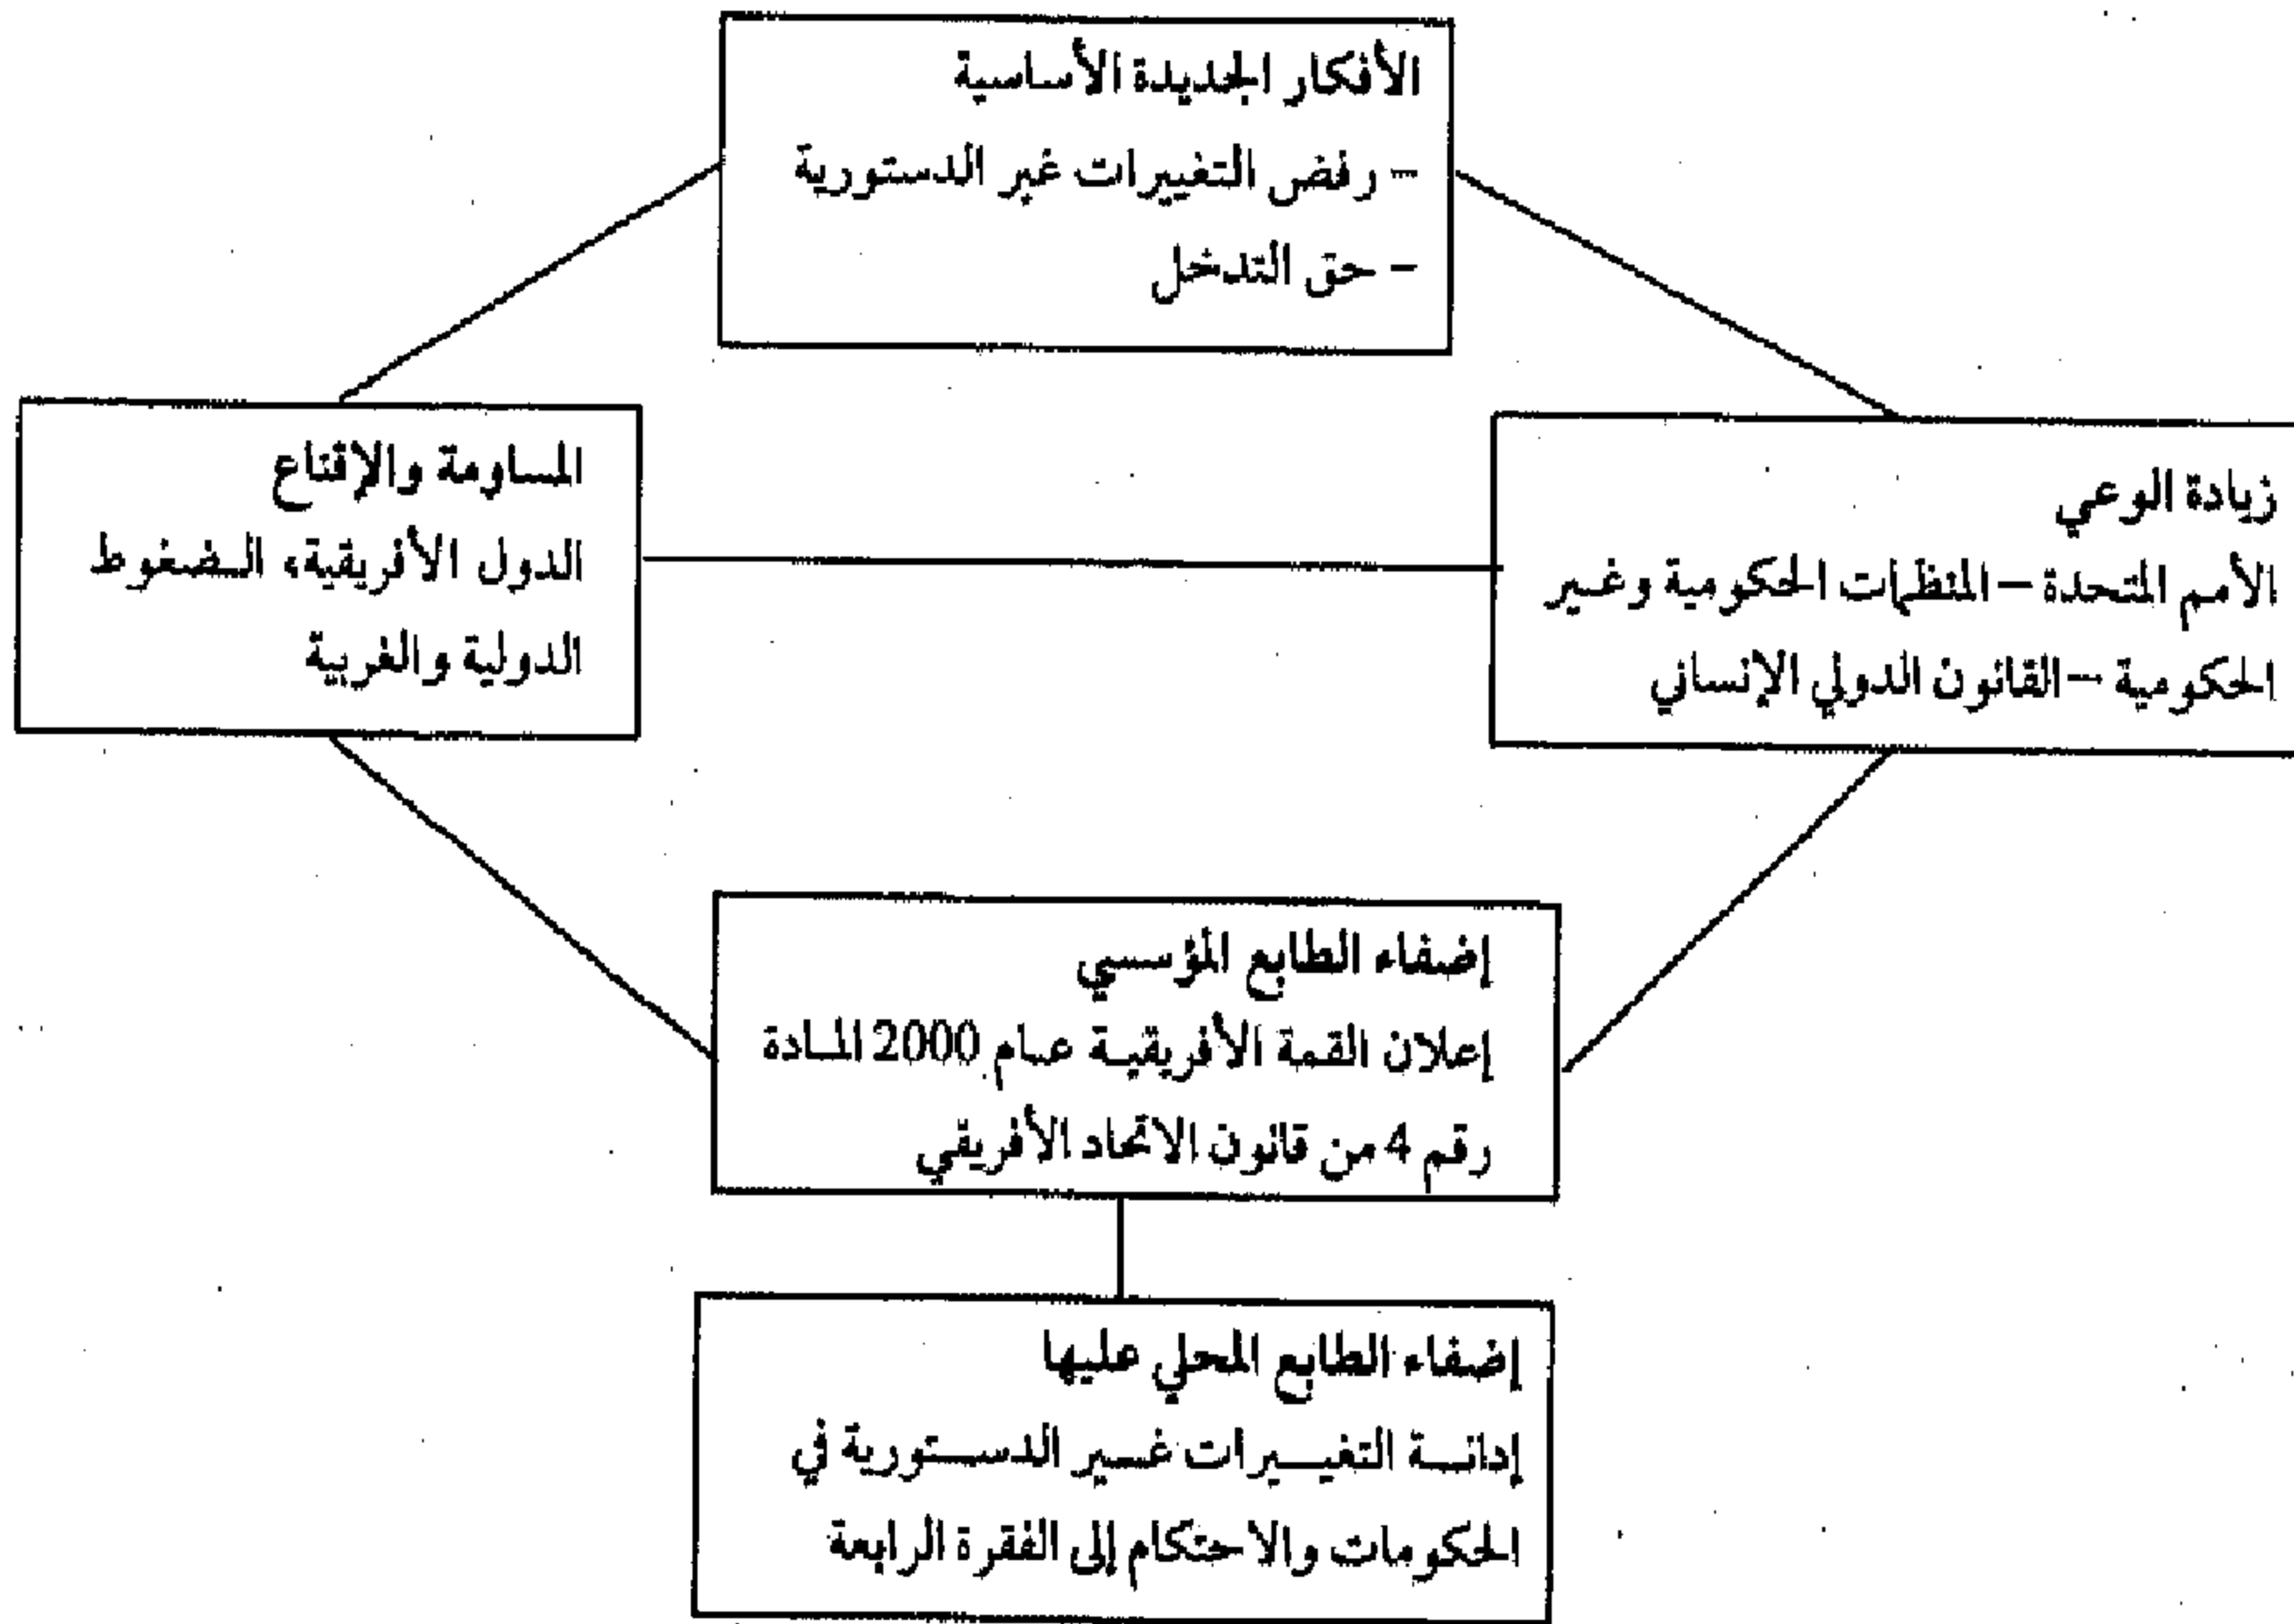 الأفكار الجديدة الأساسية
– رفض التغييرات غير الدستورية
– حق التدخل
زيادة الوعي
الأمم المتحدة – المنظمات الحكومية وغير
الحكومية – القانون الدولي الإنساني
المساومة والإقناع
الدول الأفريقية، الضغوط
الدولية والغربية
إضفاء الطابع المؤسسي
إعلان القمة الأفريقية عام 2000 المادة
رقم 4 من قانون الاتحاد الأفريقي
إضفاء الطابع المحلي عليها
إدانة التغييرات غير الدستورية في
الحكومات والاحتكام إلى الفقرة الرابعة